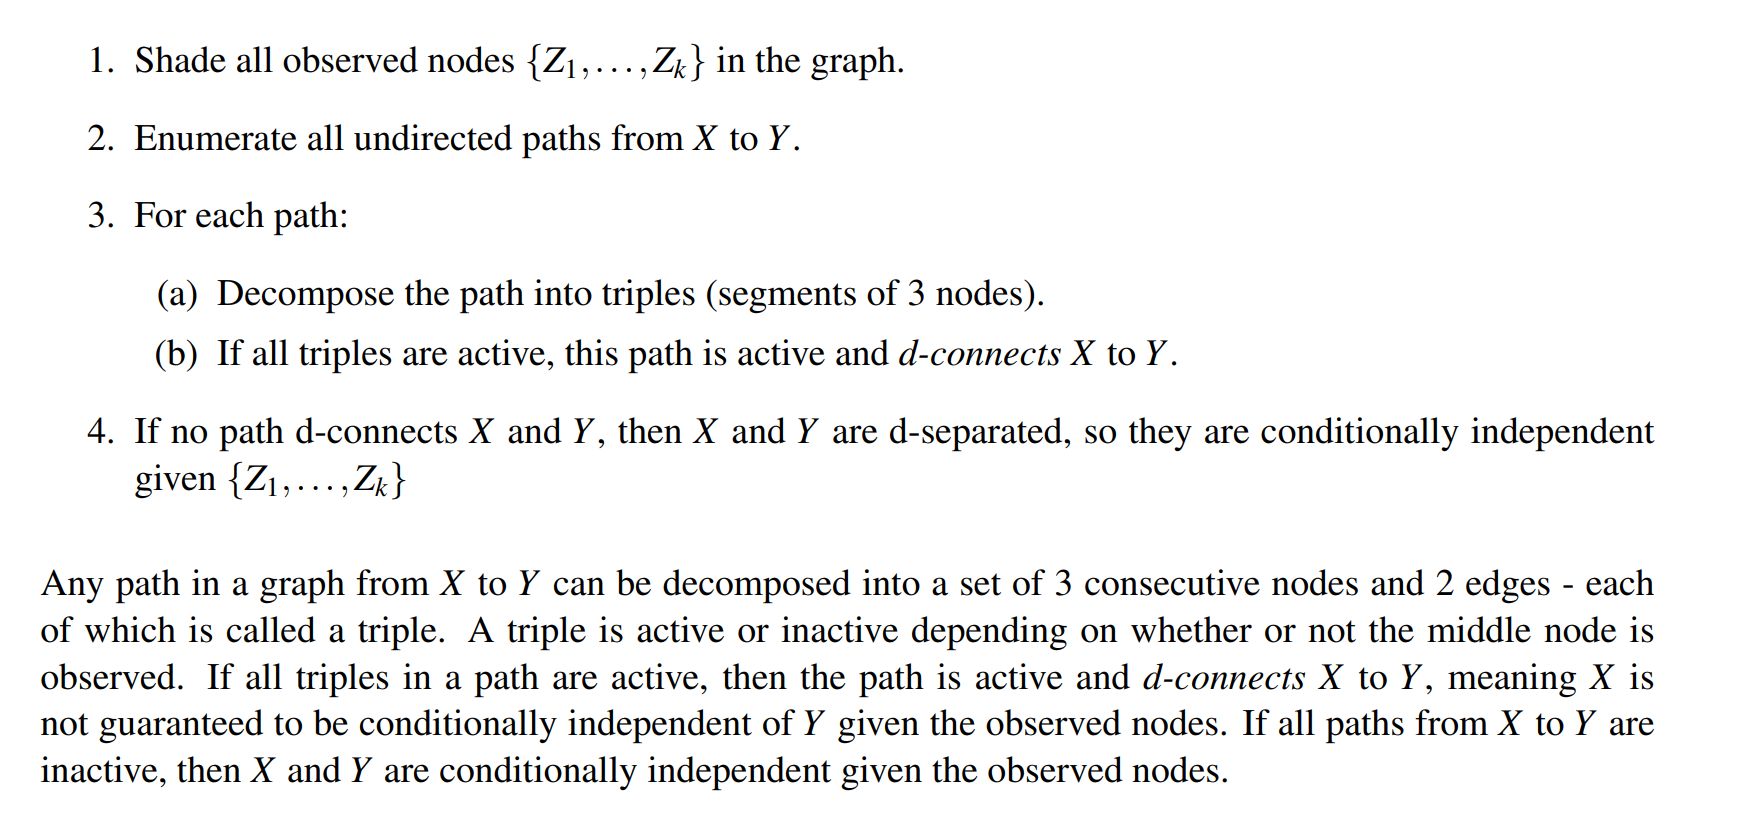 1. Shade all observed nodes {Z₁,...,Zₖ} in the graph.
2. Enumerate all undirected paths from X to Y.
3. For each path:
(a) Decompose the path into triples (segments of 3 nodes).
(b) If all triples are active, this path is active and d-connects X to Y.
4. If no path d-connects X and Y, then X and Y are d-separated, so they are conditionally independent
given {Z₁,...,Zₖ}
Any path in a graph from X to Y can be decomposed into a set of 3 consecutive nodes and 2 edges - each
of which is called a triple. A triple is active or inactive depending on whether or not the middle node is
observed. If all triples in a path are active, then the path is active and d-connects X to Y, meaning X is
not guaranteed to be conditionally independent of Y given the observed nodes. If all paths from X to Y are
inactive, then X and Y are conditionally independent given the observed nodes.